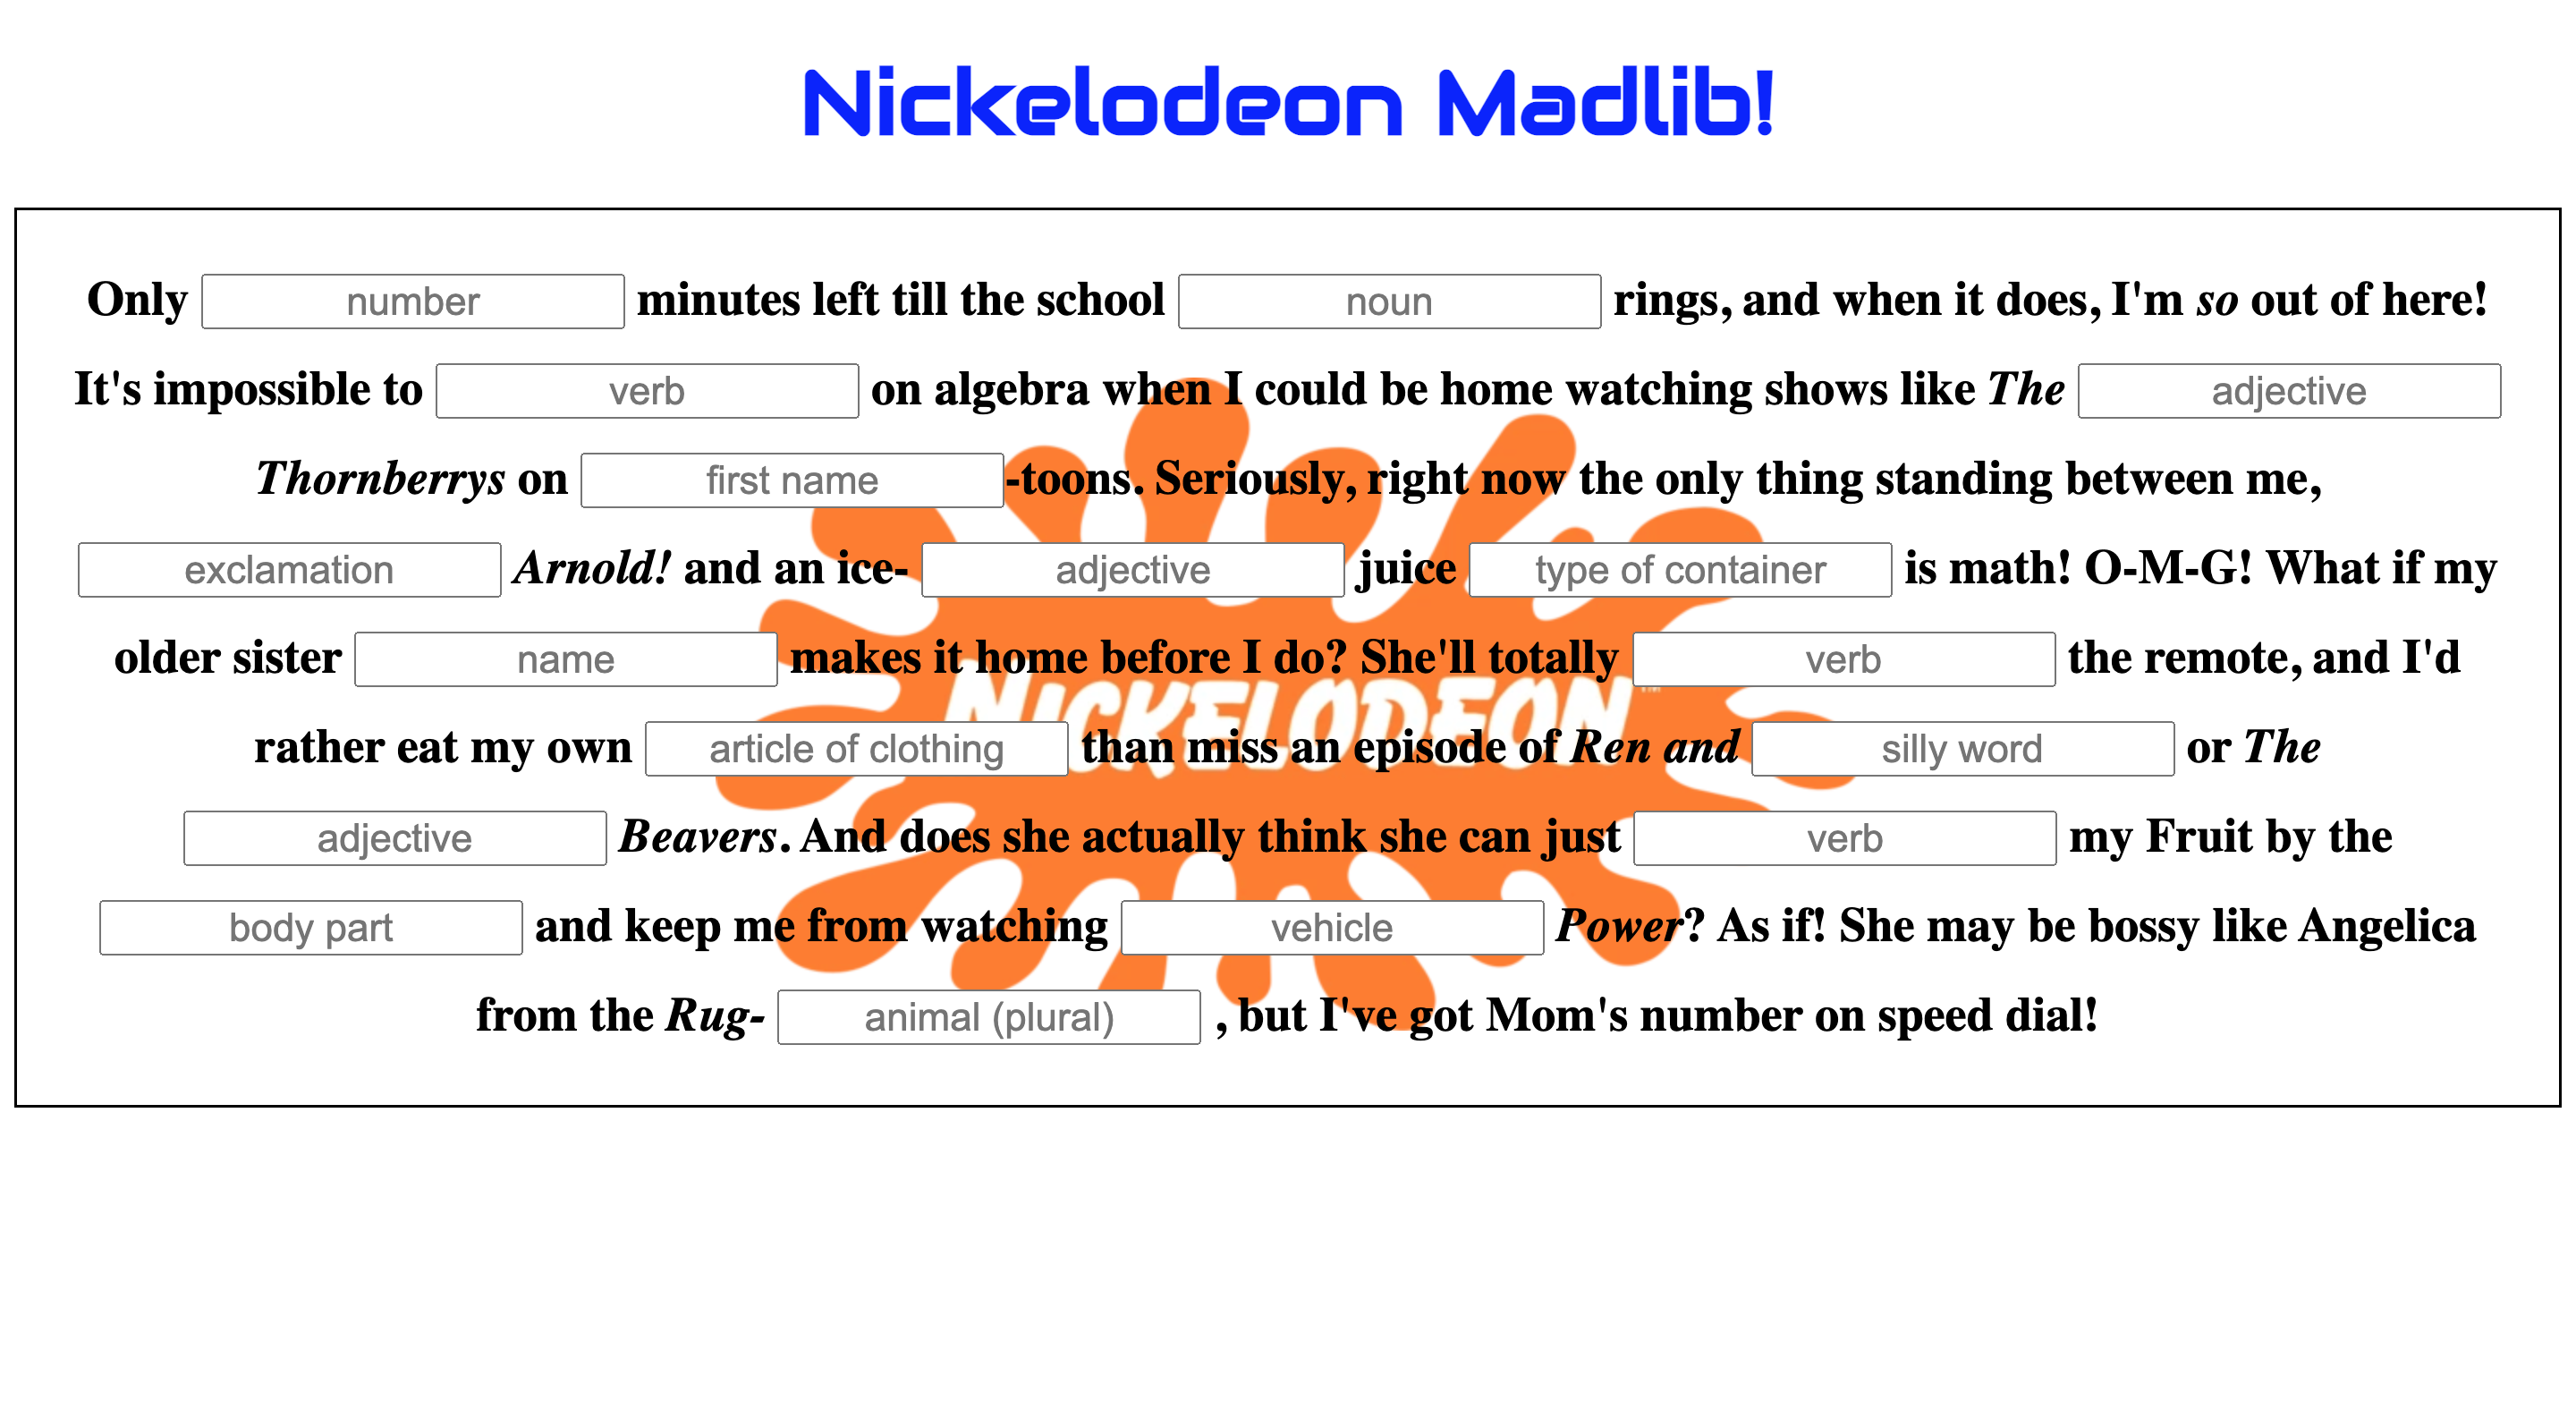 Nickelodeon Madlib!
Only number minutes left till the school noun rings, and when it does, I'm so out of here!
It's impossible to verb on algebra when I could be home watching shows like The adjective
Thornberrys on first name -toons. Seriously, right now the only thing standing between me,
exclamation Arnold! and an ice- adjective juice type of container is math! O-M-G! What if my
older sister name makes it home before I do? She'll totally verb the remote, and I'd
NICKELODEON™
rather eat my own article of clothing than miss an episode of Ren and silly word or The
adjective Beavers. And does she actually think she can just verb my Fruit by the
body part and keep me from watching vehicle Power? As if! She may be bossy like Angelica
from the Rug- animal (plural) , but I've got Mom's number on speed dial!